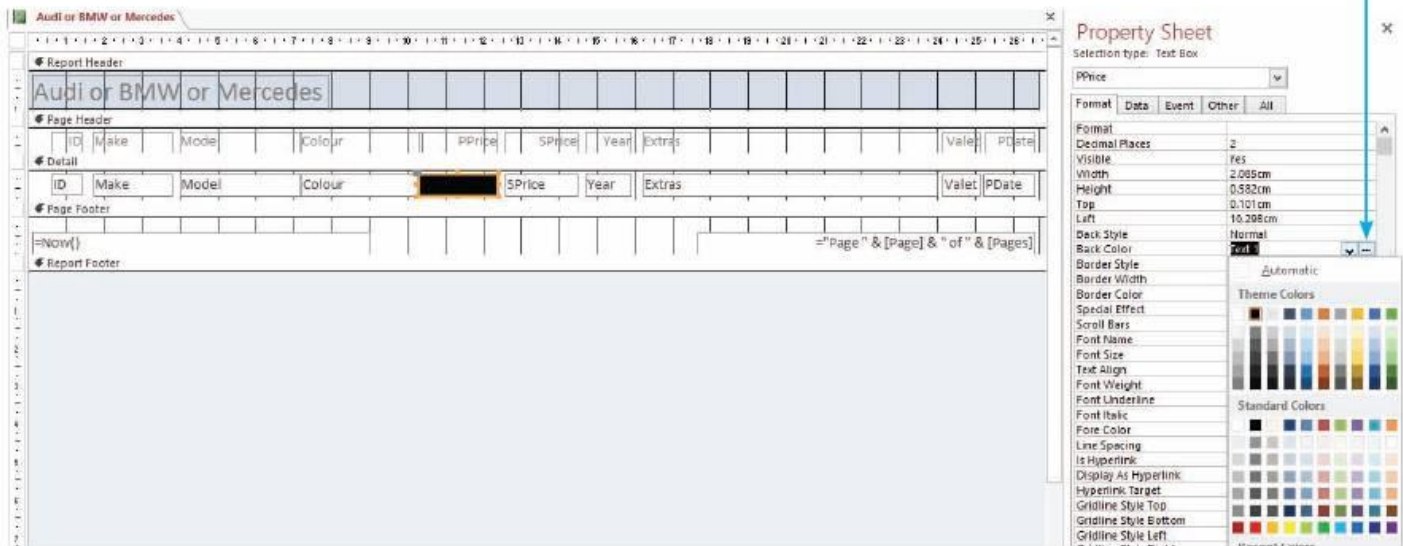 Audi or BMW or Mercedes
Report Header
Audi or BMW or Mercedes
Page Header
ID Make Model Colour PPrice SPrice Year Extras Valet PDate
Detail
ID Make Model Colour SPrice Year Extras Valet PDate
Page Footer
=Now() ="Page " & [Page] & " of " & [Pages]
Report Footer
Property Sheet
Selection type: Text Box
PPrice
Format Data Event Other All
Format
Decimal Places 2
Visible Yes
Width 2.065cm
Height 0.582cm
Top 0.101cm
Left 10.298cm
Back Style Normal
Back Color Text 1
Border Style
Border Width
Border Color
Special Effect
Scroll Bars
Font Name
Font Size
Text Align
Font Weight
Font Underline
Font Italic
Fore Color
Line Spacing
Is Hyperlink
Display As Hyperlink
Hyperlink Target
Gridline Style Top
Gridline Style Bottom
Gridline Style Left
Automatic
Theme Colors
Standard Colors